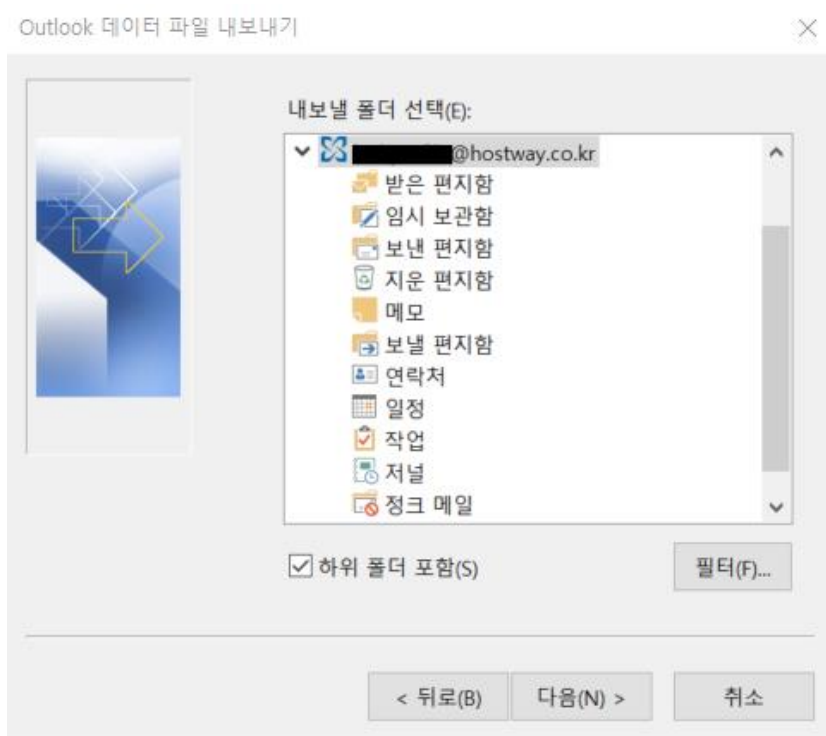 Outlook 데이터 파일 내보내기
내보낼 폴더 선택(E):
@hostway.co.kr
받은 편지함
임시 보관함
보낸 편지함
지운 편지함
메모
보낼 편지함
연락처
일정
작업
저널
정크 메일
하위 폴더 포함(S)
필터(F)...
< 뒤로(B)
다음(N) >
취소